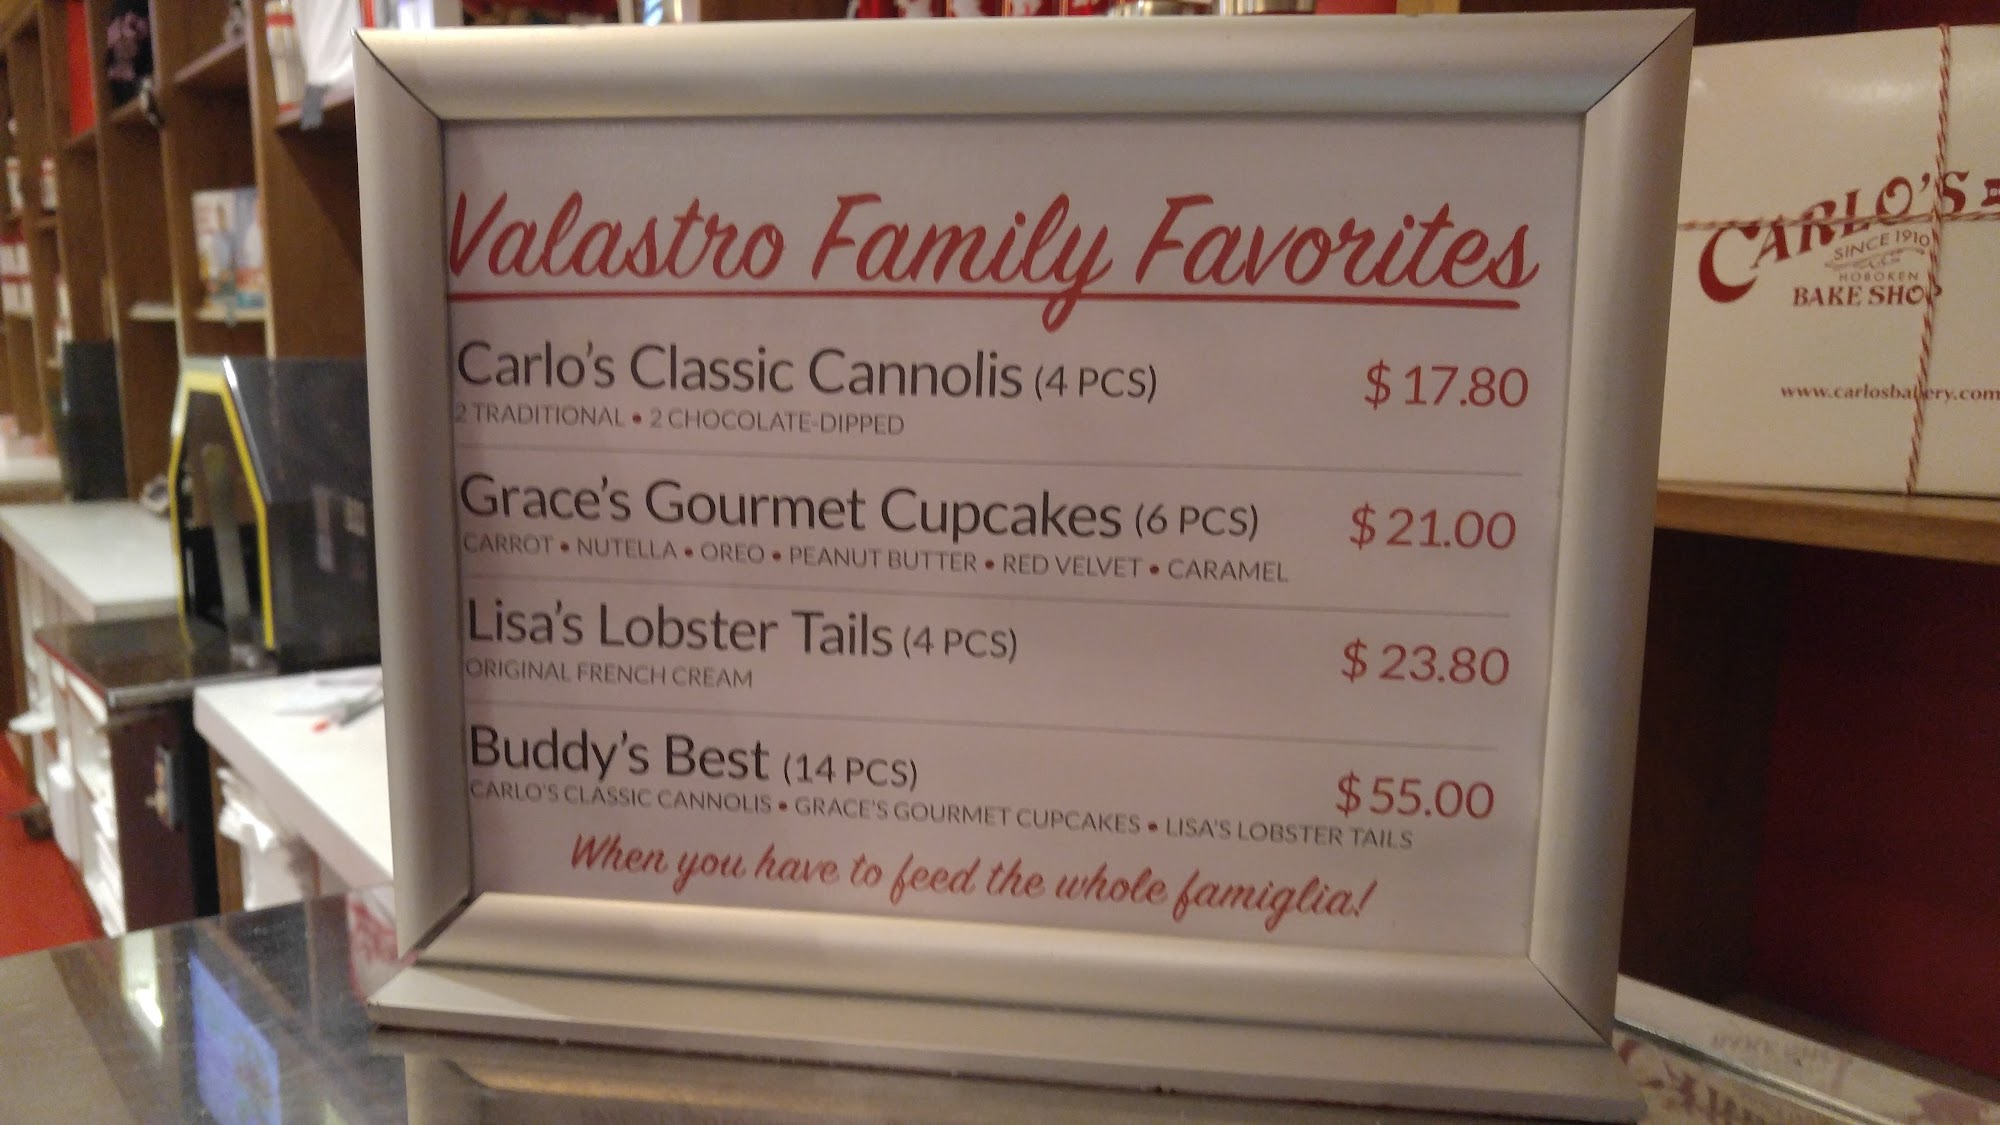 Valastro Family Favorites
Carlo's Classic Cannolis (4 PCS) $17.80
2 TRADITIONAL • 2 CHOCOLATE-DIPPED
Grace's Gourmet Cupcakes (6 PCS) $21.00
CARROT • NUTELLA • OREO • PEANUT BUTTER • RED VELVET • CARAMEL
Lisa's Lobster Tails (4 PCS) $23.80
ORIGINAL FRENCH CREAM
Buddy's Best (14 PCS) $55.00
CARLO'S CLASSIC CANNOLIS • GRACE'S GOURMET CUPCAKES • LISA'S LOBSTER TAILS
When you have to feed the whole famiglia!
CARLO'S
SINCE 1910
HOBOKEN
BAKE SHOP
www.carlosbakery.com